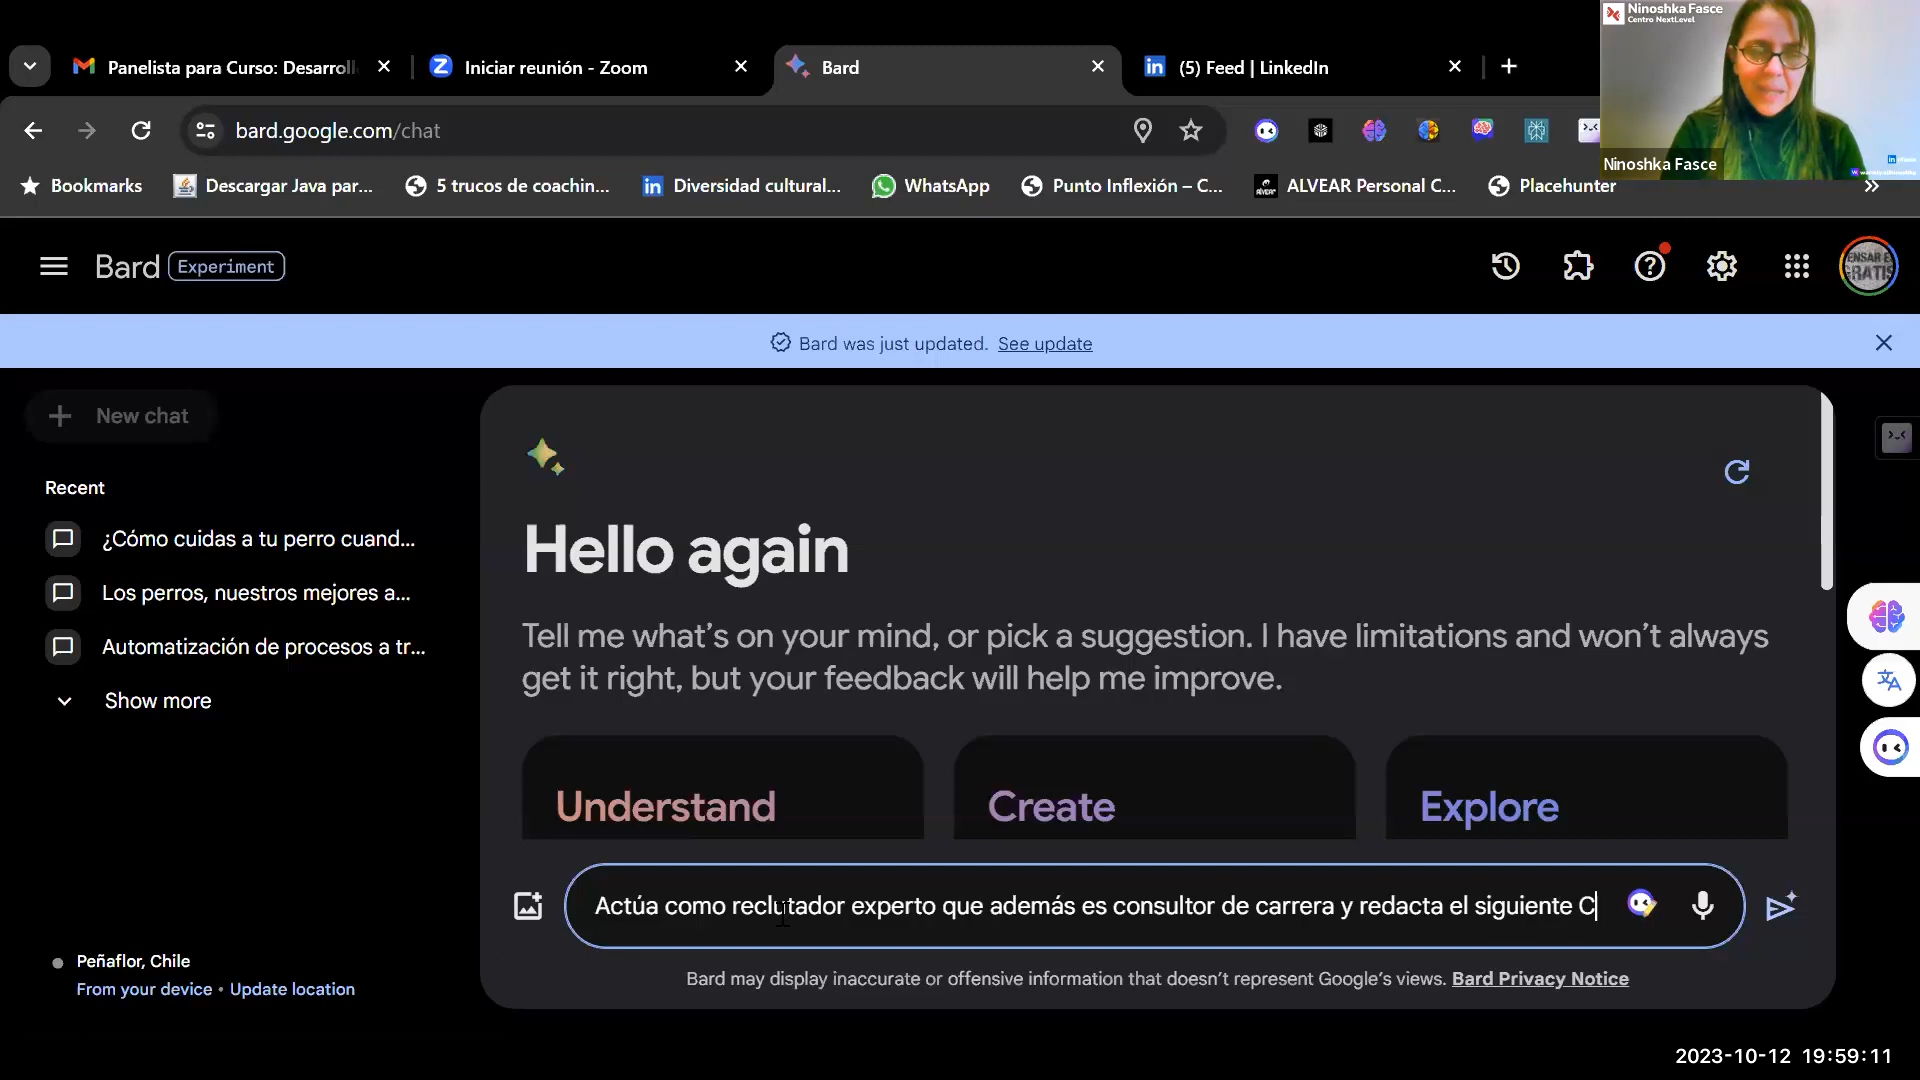 Ninoshka Fasce
Centro NextLevel
Panelista para Curso: Desarroll
Iniciar reunión - Zoom
Bard
(5) Feed | LinkedIn
bard.google.com/chat
Ninoshka Fasce
Bookmarks
Descargar Java par...
5 trucos de coachin...
Diversidad cultural...
WhatsApp
Punto Inflexión – C...
ALVEAR Personal C...
Placehunter
Bard
Experiment
Bard was just updated. See update
New chat
Recent
¿Cómo cuidas a tu perro cuand...
Los perros, nuestros mejores a...
Automatización de procesos a tr...
Show more
Hello again
Tell me what's on your mind, or pick a suggestion. I have limitations and won't always
get it right, but your feedback will help me improve.
Understand
Create
Explore
Actúa como reclutador experto que además es consultor de carrera y redacta el siguiente C
Bard may display inaccurate or offensive information that doesn't represent Google's views. Bard Privacy Notice
Peñaflor, Chile
From your device • Update location
2023-10-12 19:59:11